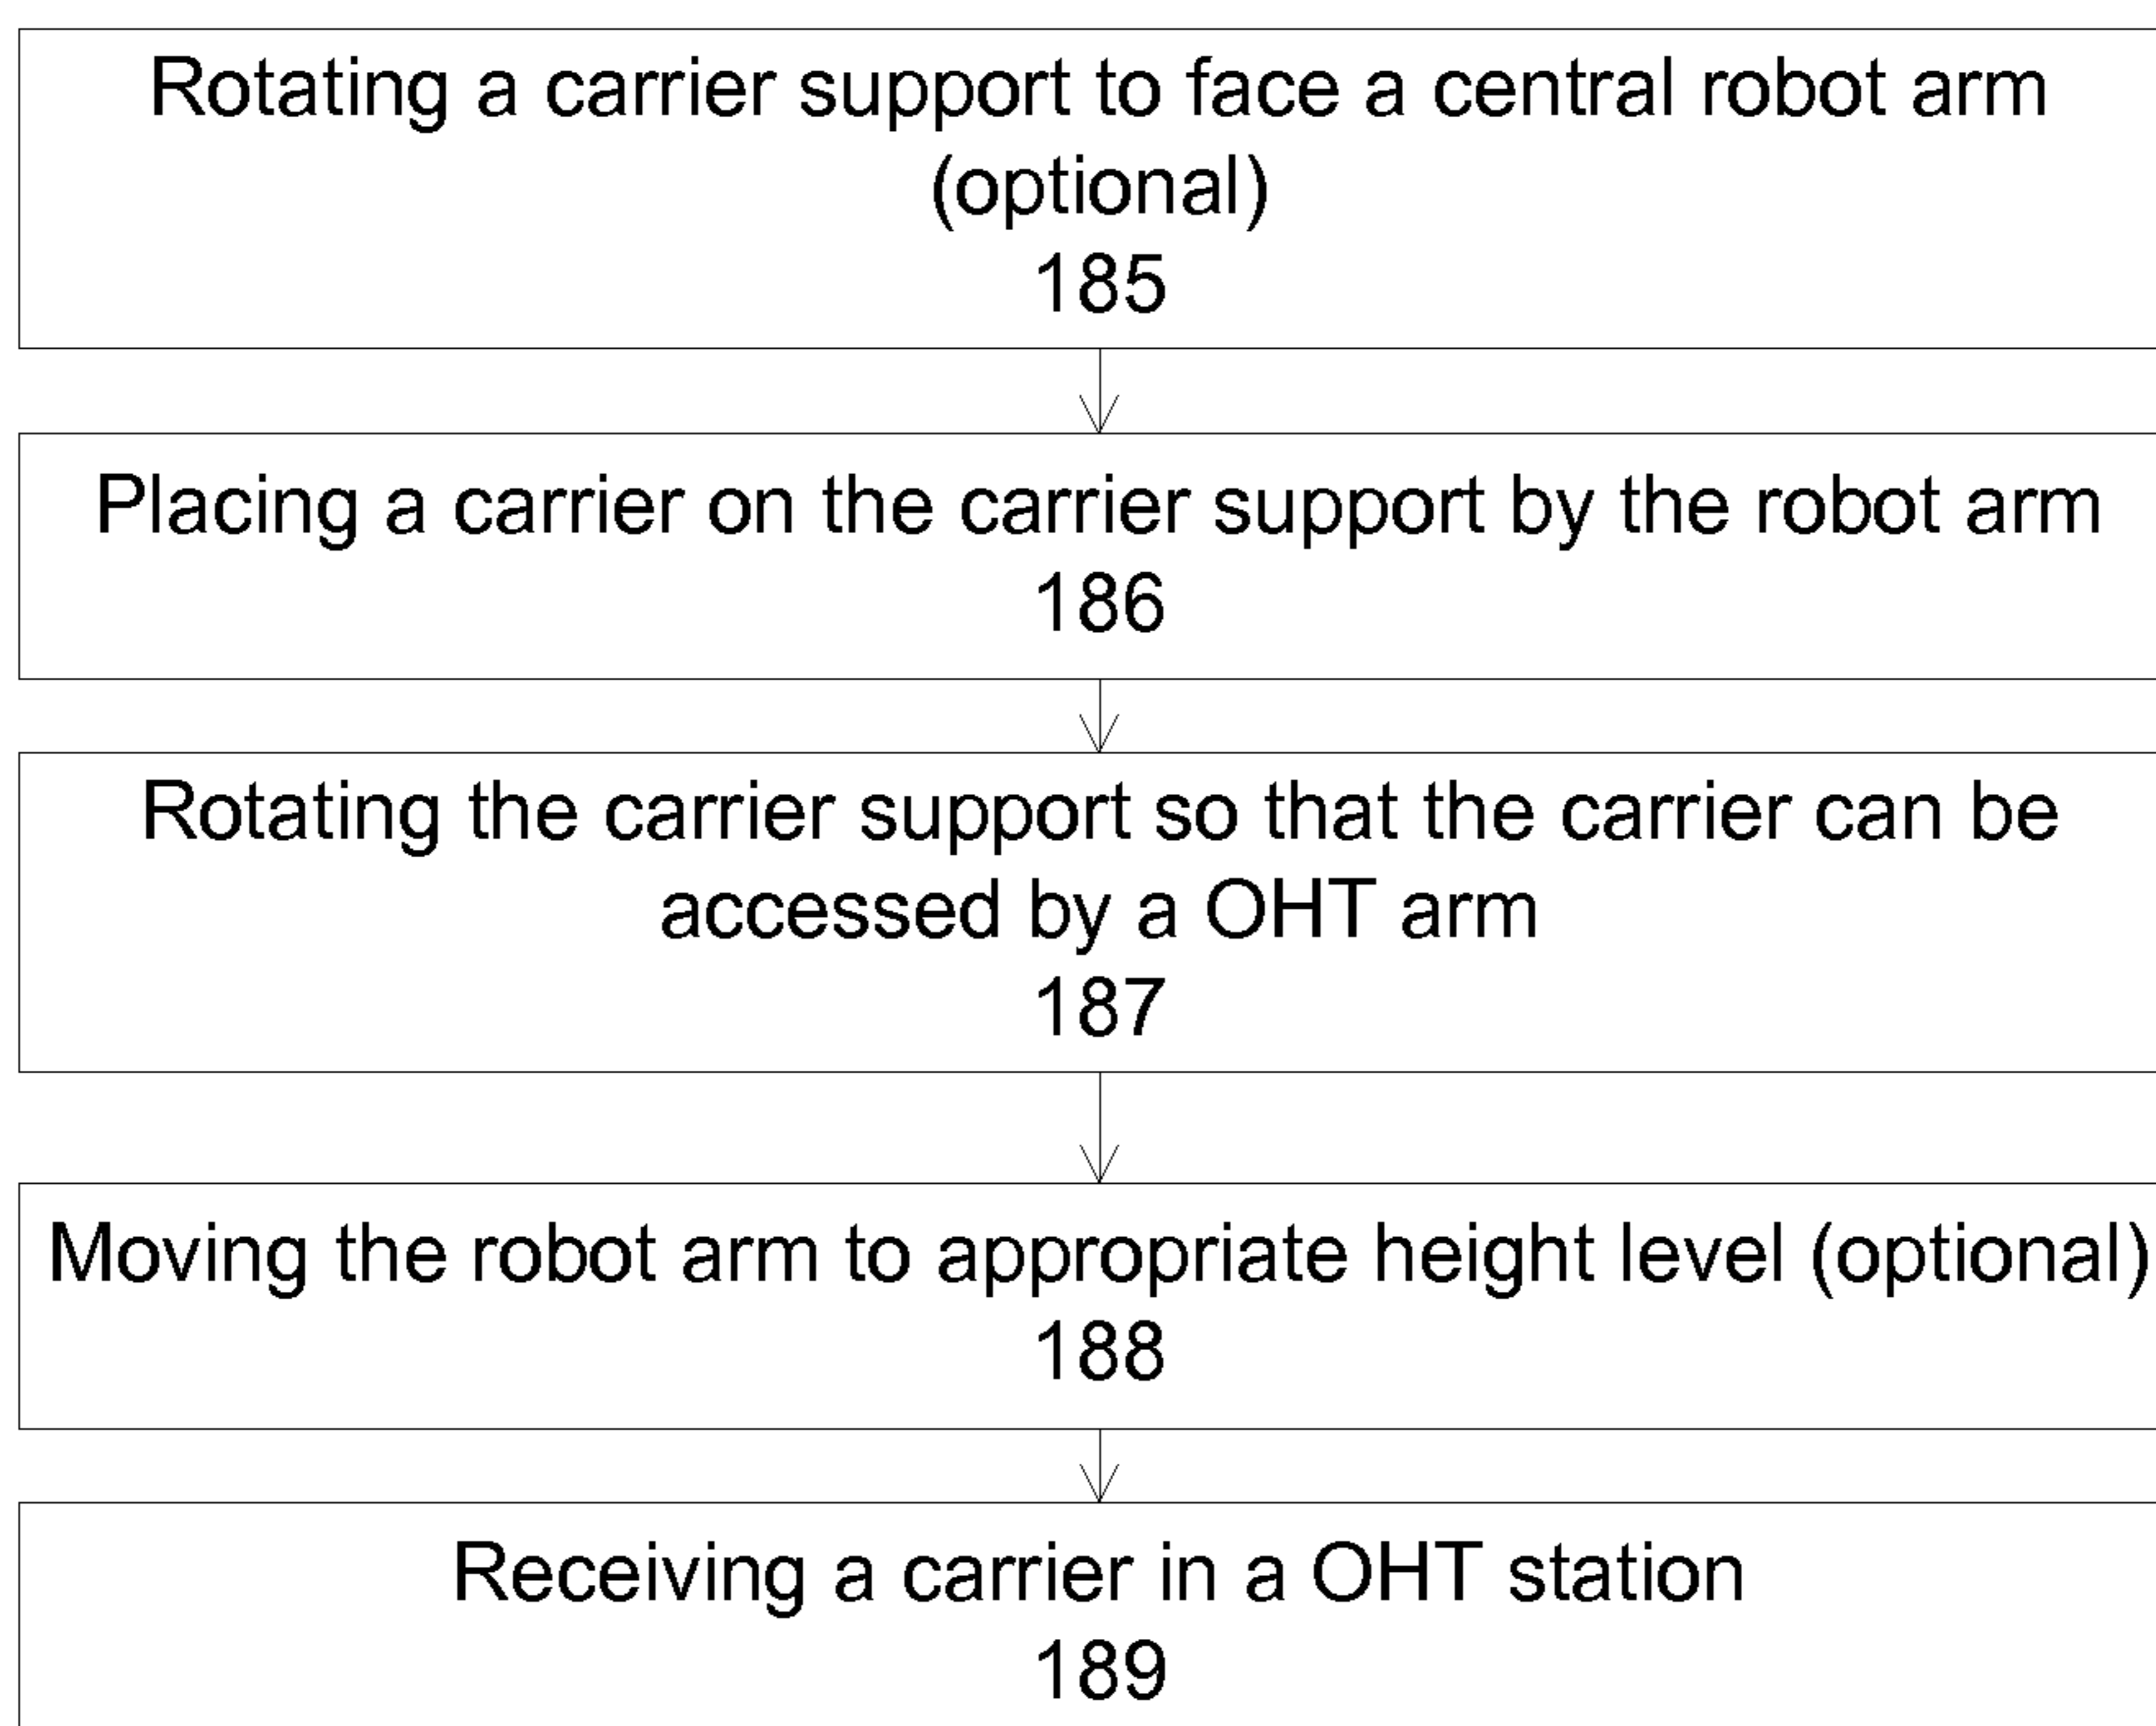 Rotating a carrier support to face a central robot arm
(optional)
185
Placing a carrier on the carrier support by the robot arm
186
Rotating the carrier support so that the carrier can be
accessed by a OHT arm
187
Moving the robot arm to appropriate height level (optional)
188
Receiving a carrier in a OHT station
189